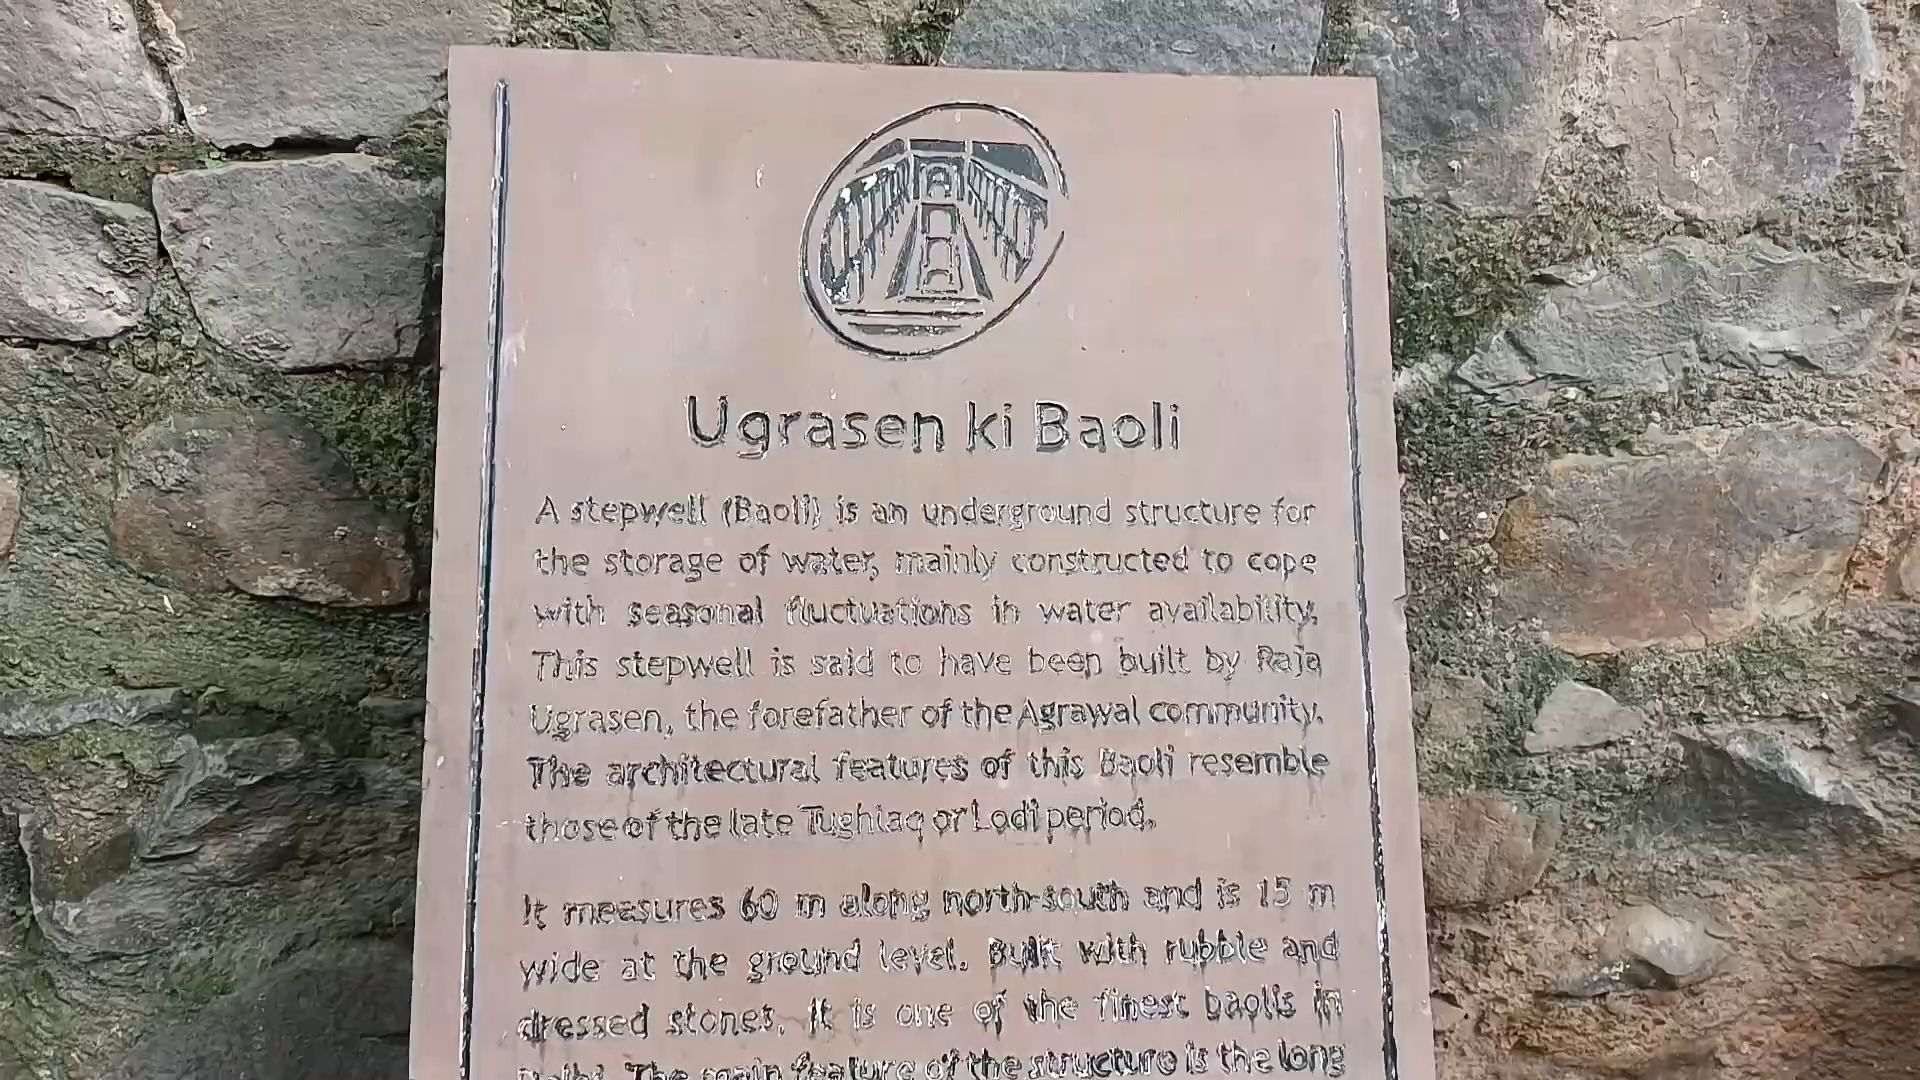 Ugrasen ki Baoli
A stepwell (Baoli) is an underground structure for
the storage of water, mainly constructed to cope
with seasonal fluctuations in water availability.
This stepwell is said to have been built by Raja
Ugrasen, the forefather of the Agrawal community.
The architectural features of this Baoli resemble
those of the late Tughlaq or Lodi period.
It measures 60 m along north-south and is 15 m
wide at the ground level. Built with rubble and
dressed stones, it is one of the finest baolis in
Delhi. The main feature of the structure is the long